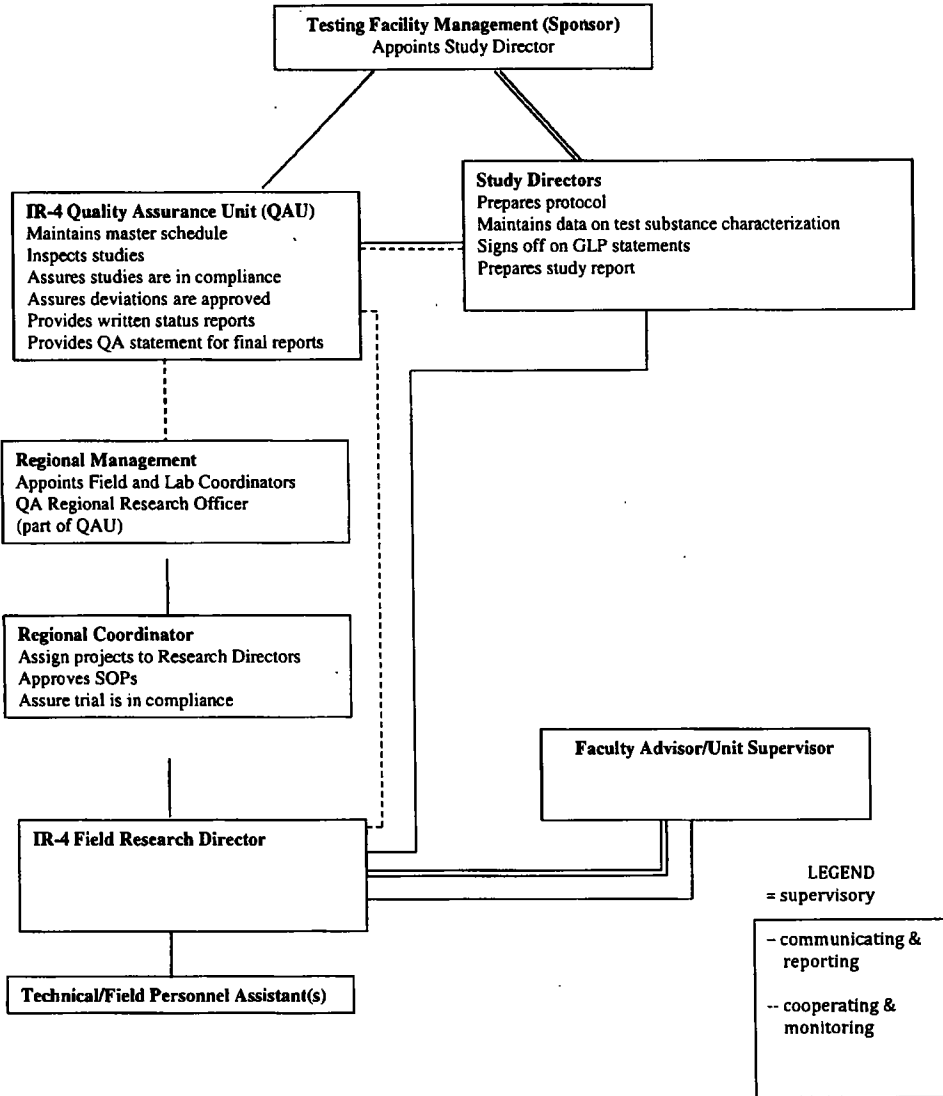 Testing Facility Management (Sponsor)
Appoints Study Director
IR-4 Quality Assurance Unit (QAU)
Maintains master schedule
Inspects studies
Assures studies are in compliance
Assures deviations are approved
Provides written status reports
Provides QA statement for final reports
Study Directors
Prepares protocol
Maintains data on test substance characterization
Signs off on GLP statements
Prepares study report
Regional Management
Appoints Field and Lab Coordinators
QA Regional Research Officer
(part of QAU)
Regional Coordinator
Assign projects to Research Directors
Approves SOPs
Assure trial is in compliance
Faculty Advisor/Unit Supervisor
IR-4 Field Research Director
Technical/Field Personnel Assistant(s)
LEGEND
= supervisory
– communicating &
reporting
-- cooperating &
monitoring